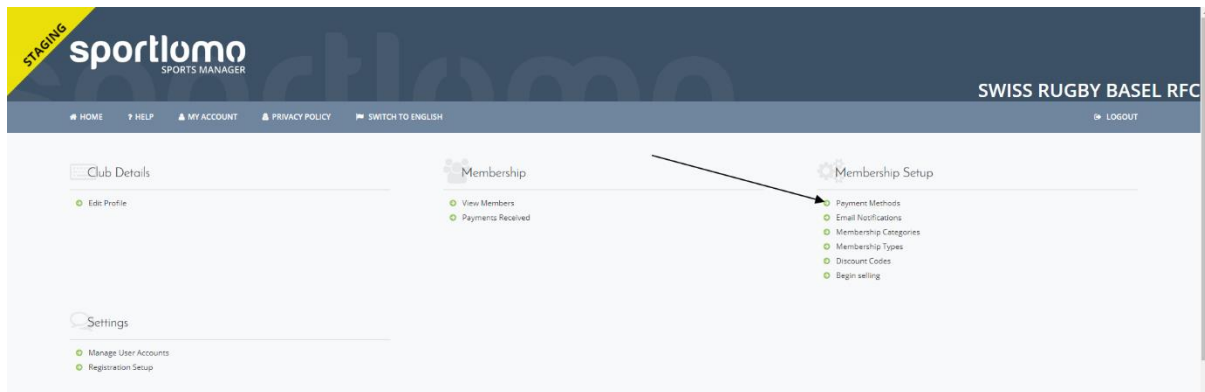 STAGING
sportlomo
SPORTS MANAGER
SWISS RUGBY BASEL RFC
HOME ? HELP MY ACCOUNT PRIVACY POLICY SWITCH TO ENGLISH LOGOUT
Club Details
Edit Profile
Membership
View Members
Payments Received
Membership Setup
Payment Methods
Email Notifications
Membership Categories
Membership Types
Discount Codes
Begin selling
Settings
Manage User Accounts
Registration Setup